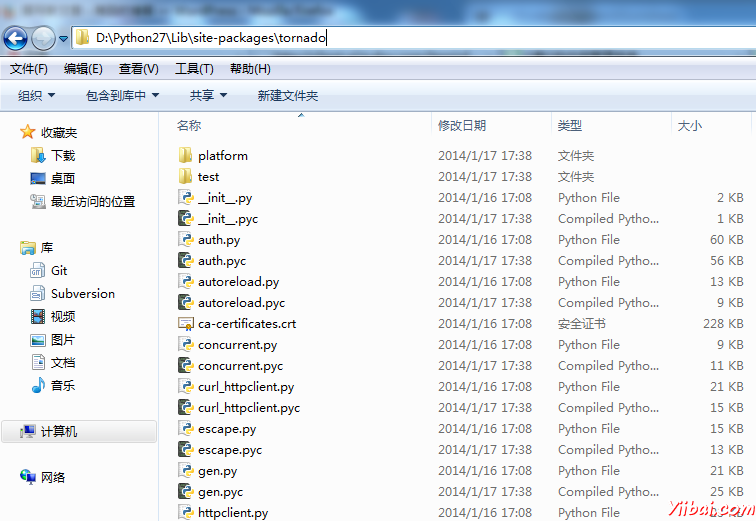 D:\Python27\Lib\site-packages\tornado
文件(F) 编辑(E) 查看(V) 工具(T) 帮助(H)
组织 包含到库中 共享 新建文件夹
收藏夹
下载
桌面
最近访问的位置
库
Git
Subversion
视频
图片
文档
音乐
计算机
网络
名称 修改日期 类型 大小
platform 2014/1/17 17:38 文件夹
test 2014/1/17 17:38 文件夹
__init__.py 2014/1/16 17:08 Python File 2 KB
__init__.pyc 2014/1/17 17:38 Compiled Pytho... 1 KB
auth.py 2014/1/16 17:08 Python File 60 KB
auth.pyc 2014/1/17 17:38 Compiled Pytho... 56 KB
autoreload.py 2014/1/16 17:08 Python File 13 KB
autoreload.pyc 2014/1/17 17:38 Compiled Pytho... 9 KB
ca-certificates.crt 2014/1/16 17:08 安全证书 228 KB
concurrent.py 2014/1/16 17:08 Python File 9 KB
concurrent.pyc 2014/1/17 17:38 Compiled Pytho... 11 KB
curl_httpclient.py 2014/1/16 17:08 Python File 21 KB
curl_httpclient.pyc 2014/1/17 17:38 Compiled Pytho... 15 KB
escape.py 2014/1/16 17:08 Python File 15 KB
escape.pyc 2014/1/17 17:38 Compiled Pytho... 13 KB
gen.py 2014/1/16 17:08 Python File 21 KB
gen.pyc 2014/1/17 17:38 Compiled Pytho... 25 KB
httpclient.py 2014/1/16 17:08 Python File
Yiibai.com